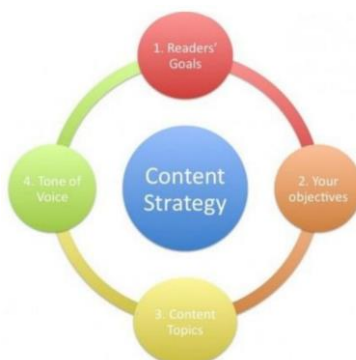 1. Readers'
Goals
2. Your
objectives
3. Content
Topics
4. Tone of
Voice
Content
Strategy